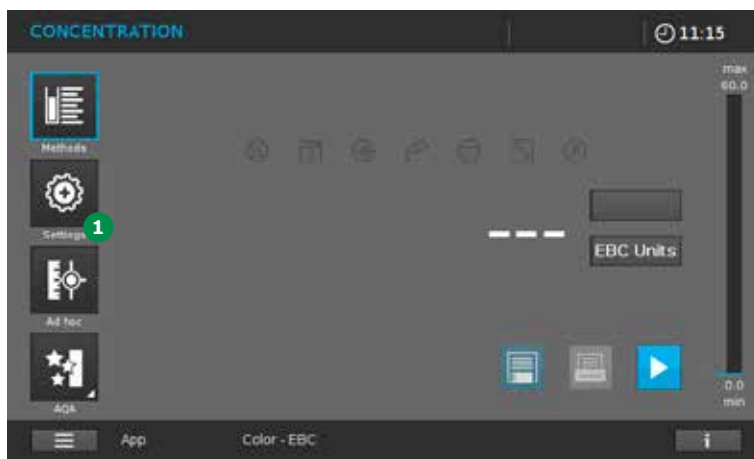 CONCENTRATION
11:15
max
60.0
Methods
Settings
1
EBC Units
Ad hoc
AQA
0.0
min
App
Color - EBC
i